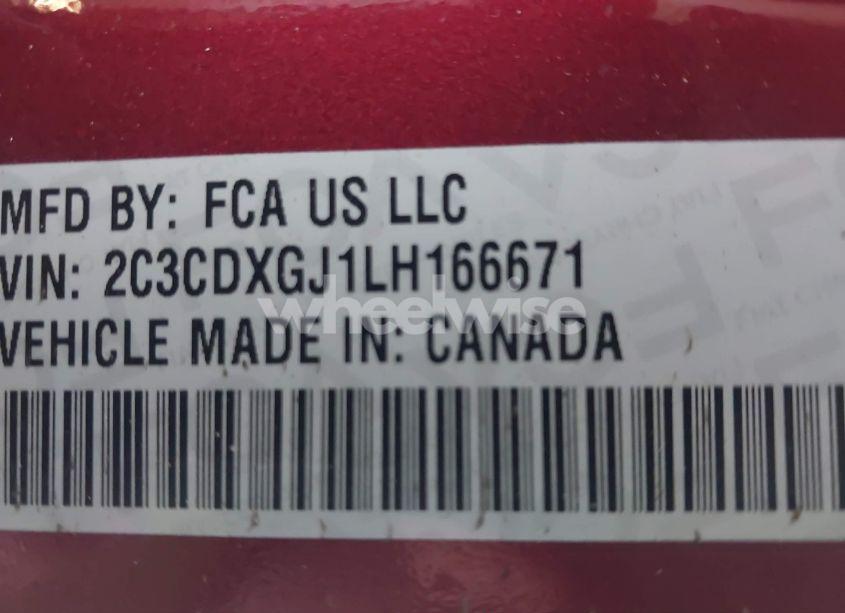 MFD BY: FCA US LLC
VIN: 2C3CDXGJ1LH166671
wheelwise
VEHICLE MADE IN: CANADA